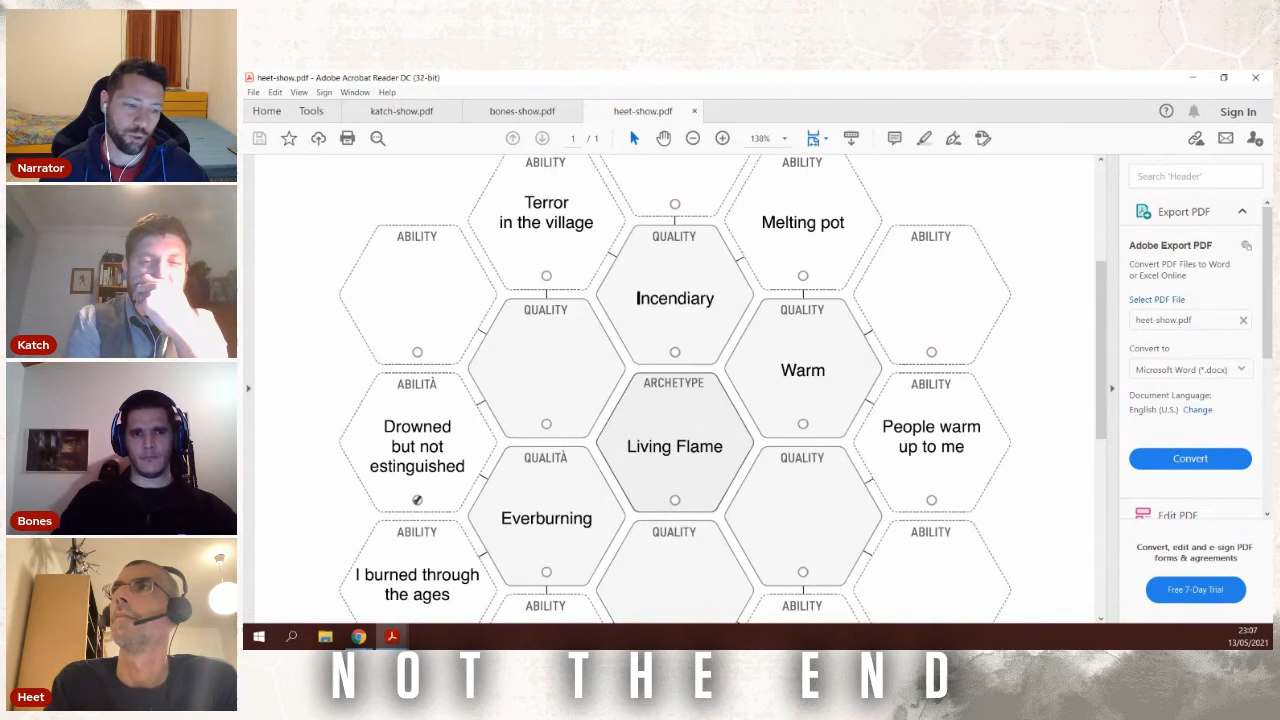 Narrator
Katch
Bones
Heet
heet-show.pdf - Adobe Acrobat Reader DC (32-bit)
File Edit View Sign Window Help
Home Tools katch-show.pdf bones-show.pdf heet-show.pdf × Sign In
1 / 1 138%
ABILITY
Terror
in the village
ABILITY
Melting pot
ABILITY
QUALITY
Incendiary
ABILITY
QUALITY
QUALITY
Warm
ABILITÀ
Drowned
but not
estinguished
ARCHETYPE
Living Flame
ABILITY
People warm
up to me
QUALITÀ
Everburning
QUALITY
ABILITY
I burned through
the ages
QUALITY
ABILITY
ABILITY
ABILITY
Search 'Header'
Export PDF
Adobe Export PDF
Convert PDF Files to Word
or Excel Online
Select PDF File
heet-show.pdf
Convert to
Microsoft Word (*.docx)
Document Language:
English (U.S.) Change
Convert
Edit PDF
Convert, edit and e-sign PDF
forms & agreements
Free 7-Day Trial
23:07
13/05/2021
NOT THE END